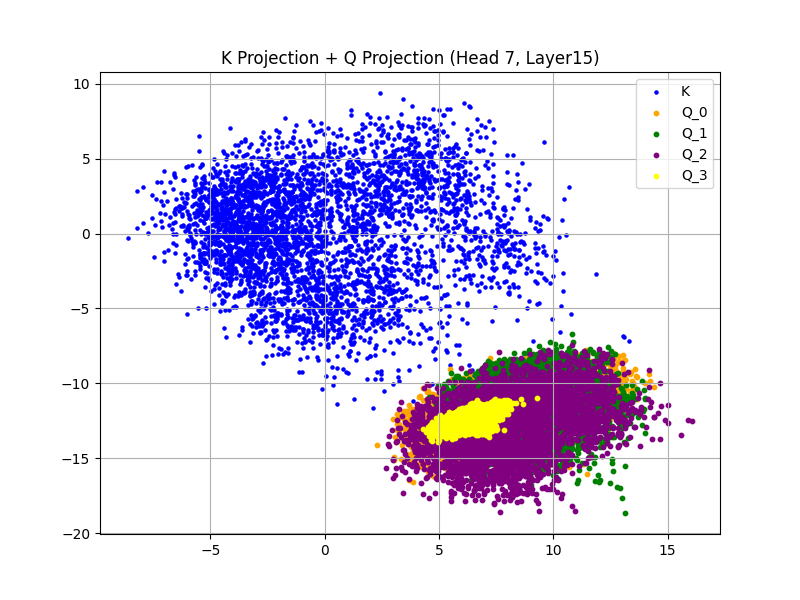 K Projection + Q Projection (Head 7, Layer15)
K
Q_0
Q_1
Q_2
Q_3
10
5
0
−5
−10
−15
−20
−5 0 5 10 15